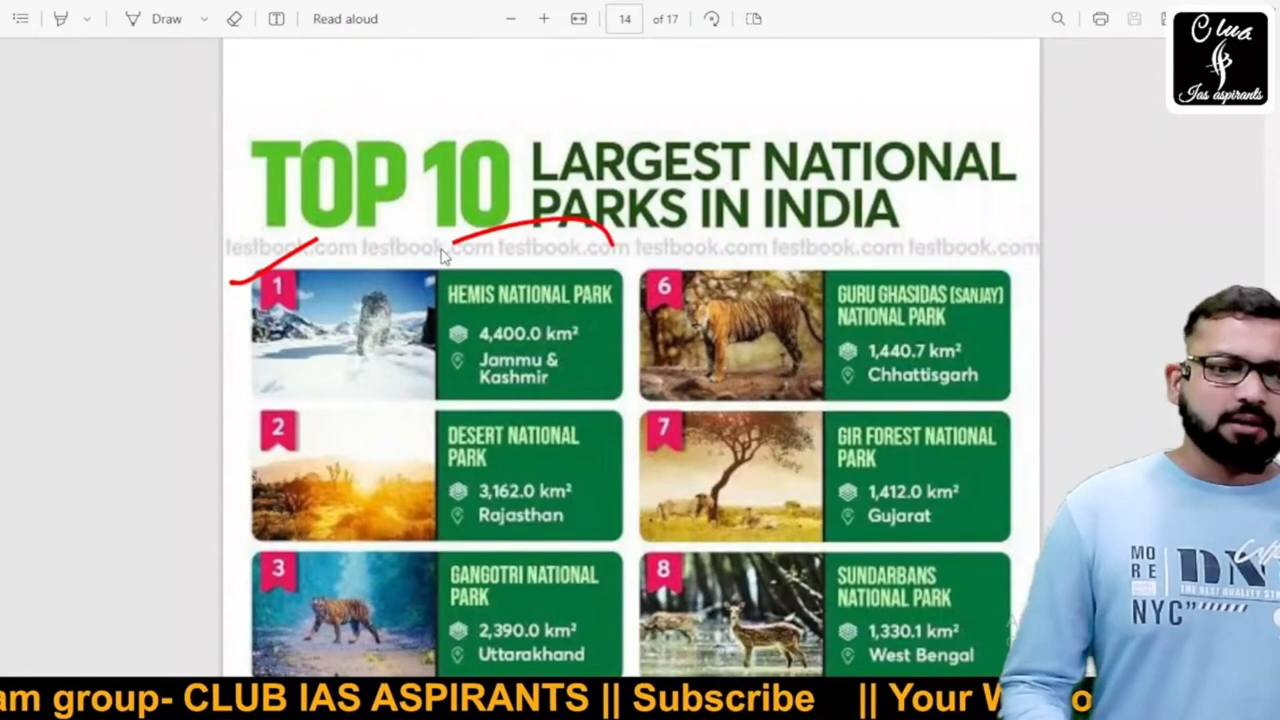 Draw
Read aloud
14
of 17
Club
Ias aspirants
TOP 10
LARGEST NATIONAL
PARKS IN INDIA
testbook.com testbook.com testbook.com testbook.com testbook.com testbook.com
1
HEMIS NATIONAL PARK
4,400.0 km²
Jammu &
Kashmir
2
DESERT NATIONAL
PARK
3,162.0 km²
Rajasthan
3
GANGOTRI NATIONAL
PARK
2,390.0 km²
Uttarakhand
6
GURU GHASIDAS (SANJAY)
NATIONAL PARK
1,440.7 km²
Chhattisgarh
7
GIR FOREST NATIONAL
PARK
1,412.0 km²
Gujarat
8
SUNDARBANS
NATIONAL PARK
1,330.1 km²
West Bengal
MO
RE
DN
NYC"
am group- CLUB IAS ASPIRANTS || Subscribe || Your W